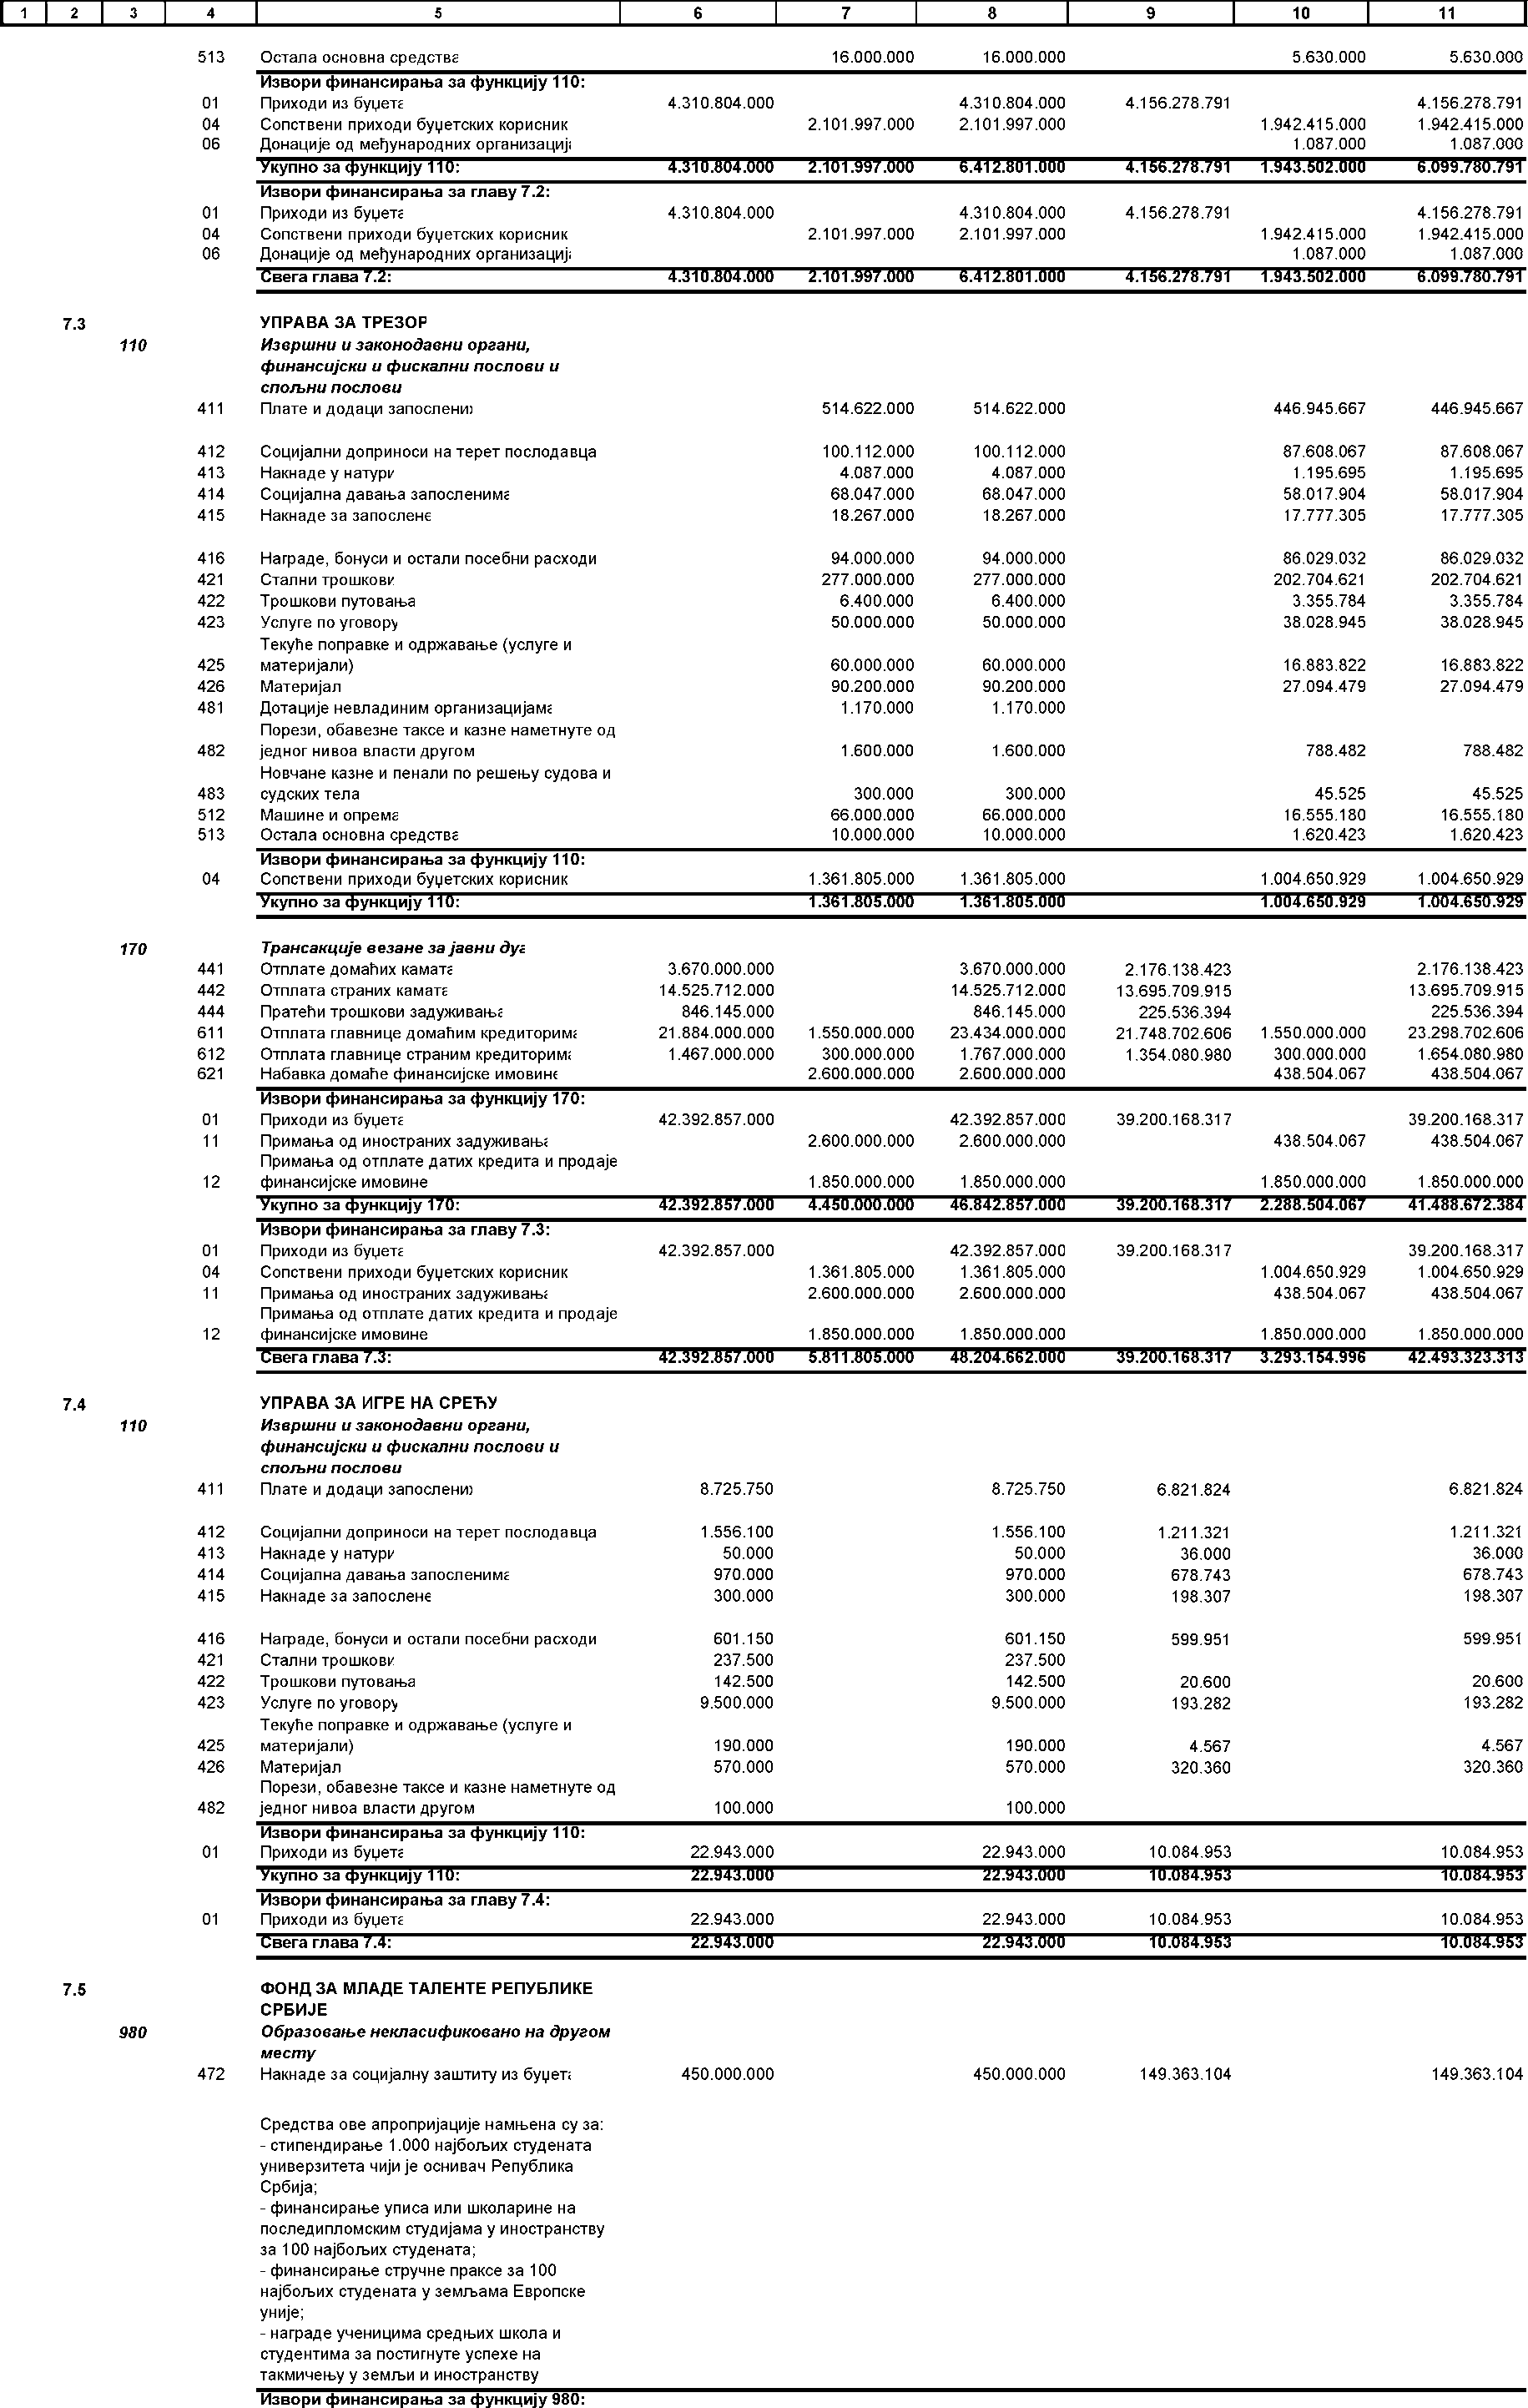 1 2 3 4 5 6 7 8 9 10 11
513 Остала основна средства 16.000.000 16.000.000 5.630.000 5.630.000
Извори финансирања за функцију 110:
01 Приходи из буџета 4.310.804.000 4.310.804.000 4.156.278.791 4.156.278.791
04 Сопствени приходи буџетских корисник 2.101.997.000 2.101.997.000 1.942.415.000 1.942.415.000
06 Донације од међународних организација 1.087.000 1.087.000
Укупно за функцију 110: 4.310.804.000 2.101.997.000 6.412.801.000 4.156.278.791 1.943.502.000 6.099.780.791
Извори финансирања за главу 7.2:
01 Приходи из буџета 4.310.804.000 4.310.804.000 4.156.278.791 4.156.278.791
04 Сопствени приходи буџетских корисник 2.101.997.000 2.101.997.000 1.942.415.000 1.942.415.000
06 Донације од међународних организација 1.087.000 1.087.000
Свега глава 7.2: 4.310.804.000 2.101.997.000 6.412.801.000 4.156.278.791 1.943.502.000 6.099.780.791
7.3 УПРАВА ЗА ТРЕЗОР
110 Извршни и законодавни органи,
финансијски и фискални послови и
спољни послови
411 Плате и додаци запослених 514.622.000 514.622.000 446.945.667 446.945.667
412 Социјални доприноси на терет послодавца 100.112.000 100.112.000 87.608.067 87.608.067
413 Накнаде у натури 4.087.000 4.087.000 1.195.695 1.195.695
414 Социјална давања запосленима 68.047.000 68.047.000 58.017.904 58.017.904
415 Накнаде за запослене 18.267.000 18.267.000 17.777.305 17.777.305
416 Награде, бонуси и остали посебни расходи 94.000.000 94.000.000 86.029.032 86.029.032
421 Стални трошкови 277.000.000 277.000.000 202.704.621 202.704.621
422 Трошкови путовања 6.400.000 6.400.000 3.355.784 3.355.784
423 Услуге по уговору 50.000.000 50.000.000 38.028.945 38.028.945
Текуће поправке и одржавање (услуге и
425 материјали) 60.000.000 60.000.000 16.883.822 16.883.822
426 Материјал 90.200.000 90.200.000 27.094.479 27.094.479
481 Дотације невладиним организацијама 1.170.000 1.170.000
Порези, обавезне таксе и казне наметнуте од
482 једног нивоа власти другом 1.600.000 1.600.000 788.482 788.482
Новчане казне и пенали по решењу судова и
483 судских тела 300.000 300.000 45.525 45.525
512 Машине и опрема 66.000.000 66.000.000 16.555.180 16.555.180
513 Остала основна средства 10.000.000 10.000.000 1.620.423 1.620.423
Извори финансирања за функцију 110:
04 Сопствени приходи буџетских корисник 1.361.805.000 1.361.805.000 1.004.650.929 1.004.650.929
Укупно за функцију 110: 1.361.805.000 1.361.805.000 1.004.650.929 1.004.650.929
170 Трансакције везане за јавни дуг
441 Отплате домаћих камата 3.670.000.000 3.670.000.000 2.176.138.423 2.176.138.423
442 Отплата страних камата 14.525.712.000 14.525.712.000 13.695.709.915 13.695.709.915
444 Пратећи трошкови задуживања 846.145.000 846.145.000 225.536.394 225.536.394
611 Отплата главнице домаћим кредиторима 21.884.000.000 1.550.000.000 23.434.000.000 21.748.702.606 1.550.000.000 23.298.702.606
612 Отплата главнице страним кредиторима 1.467.000.000 300.000.000 1.767.000.000 1.354.080.980 300.000.000 1.654.080.980
621 Набавка домаће финансијске имовине 2.600.000.000 2.600.000.000 438.504.067 438.504.067
Извори финансирања за функцију 170:
01 Приходи из буџета 42.392.857.000 42.392.857.000 39.200.168.317 39.200.168.317
11 Примања од иностраних задуживања 2.600.000.000 2.600.000.000 438.504.067 438.504.067
Примања од отплате датих кредита и продаје
12 финансијске имовине 1.850.000.000 1.850.000.000 1.850.000.000 1.850.000.000
Укупно за функцију 170: 42.392.857.000 4.450.000.000 46.842.857.000 39.200.168.317 2.288.504.067 41.488.672.384
Извори финансирања за главу 7.3:
01 Приходи из буџета 42.392.857.000 42.392.857.000 39.200.168.317 39.200.168.317
04 Сопствени приходи буџетских корисник 1.361.805.000 1.361.805.000 1.004.650.929 1.004.650.929
11 Примања од иностраних задуживања 2.600.000.000 2.600.000.000 438.504.067 438.504.067
Примања од отплате датих кредита и продаје
12 финансијске имовине 1.850.000.000 1.850.000.000 1.850.000.000 1.850.000.000
Свега глава 7.3: 42.392.857.000 5.811.805.000 48.204.662.000 39.200.168.317 3.293.154.996 42.493.323.313
7.4 УПРАВА ЗА ИГРЕ НА СРЕЋУ
110 Извршни и законодавни органи,
финансијски и фискални послови и
спољни послови
411 Плате и додаци запослених 8.725.750 8.725.750 6.821.824 6.821.824
412 Социјални доприноси на терет послодавца 1.556.100 1.556.100 1.211.321 1.211.321
413 Накнаде у натури 50.000 50.000 36.000 36.000
414 Социјална давања запосленима 970.000 970.000 678.743 678.743
415 Накнаде за запослене 300.000 300.000 198.307 198.307
416 Награде, бонуси и остали посебни расходи 601.150 601.150 599.951 599.951
421 Стални трошкови 237.500 237.500
422 Трошкови путовања 142.500 142.500 20.600 20.600
423 Услуге по уговору 9.500.000 9.500.000 193.282 193.282
Текуће поправке и одржавање (услуге и
425 материјали) 190.000 190.000 4.567 4.567
426 Материјал 570.000 570.000 320.360 320.360
Порези, обавезне таксе и казне наметнуте од
482 једног нивоа власти другом 100.000 100.000
Извори финансирања за функцију 110:
01 Приходи из буџета 22.943.000 22.943.000 10.084.953 10.084.953
Укупно за функцију 110: 22.943.000 22.943.000 10.084.953 10.084.953
Извори финансирања за главу 7.4:
01 Приходи из буџета 22.943.000 22.943.000 10.084.953 10.084.953
Свега глава 7.4: 22.943.000 22.943.000 10.084.953 10.084.953
7.5 ФОНД ЗА МЛАДЕ ТАЛЕНТЕ РЕПУБЛИКЕ
СРБИЈЕ
980 Образовање некласификовано на другом
месту
472 Накнаде за социјалну заштиту из буџета 450.000.000 450.000.000 149.363.104 149.363.104
Средства ове апропријације намњена су за:
- стипендирање 1.000 најбољих студената
универзитета чији је оснивач Република
Србија;
- финансирање уписа или школарине на
последипломским студијама у иностранству
за 100 најбољих студената;
- финансирање стручне праксе за 100
најбољих студената у земљама Европске
уније;
- награде ученицима средњих школа и
студентима за постигнуте успехе на
такмичењу у земљи и иностранству
Извори финансирања за функцију 980: